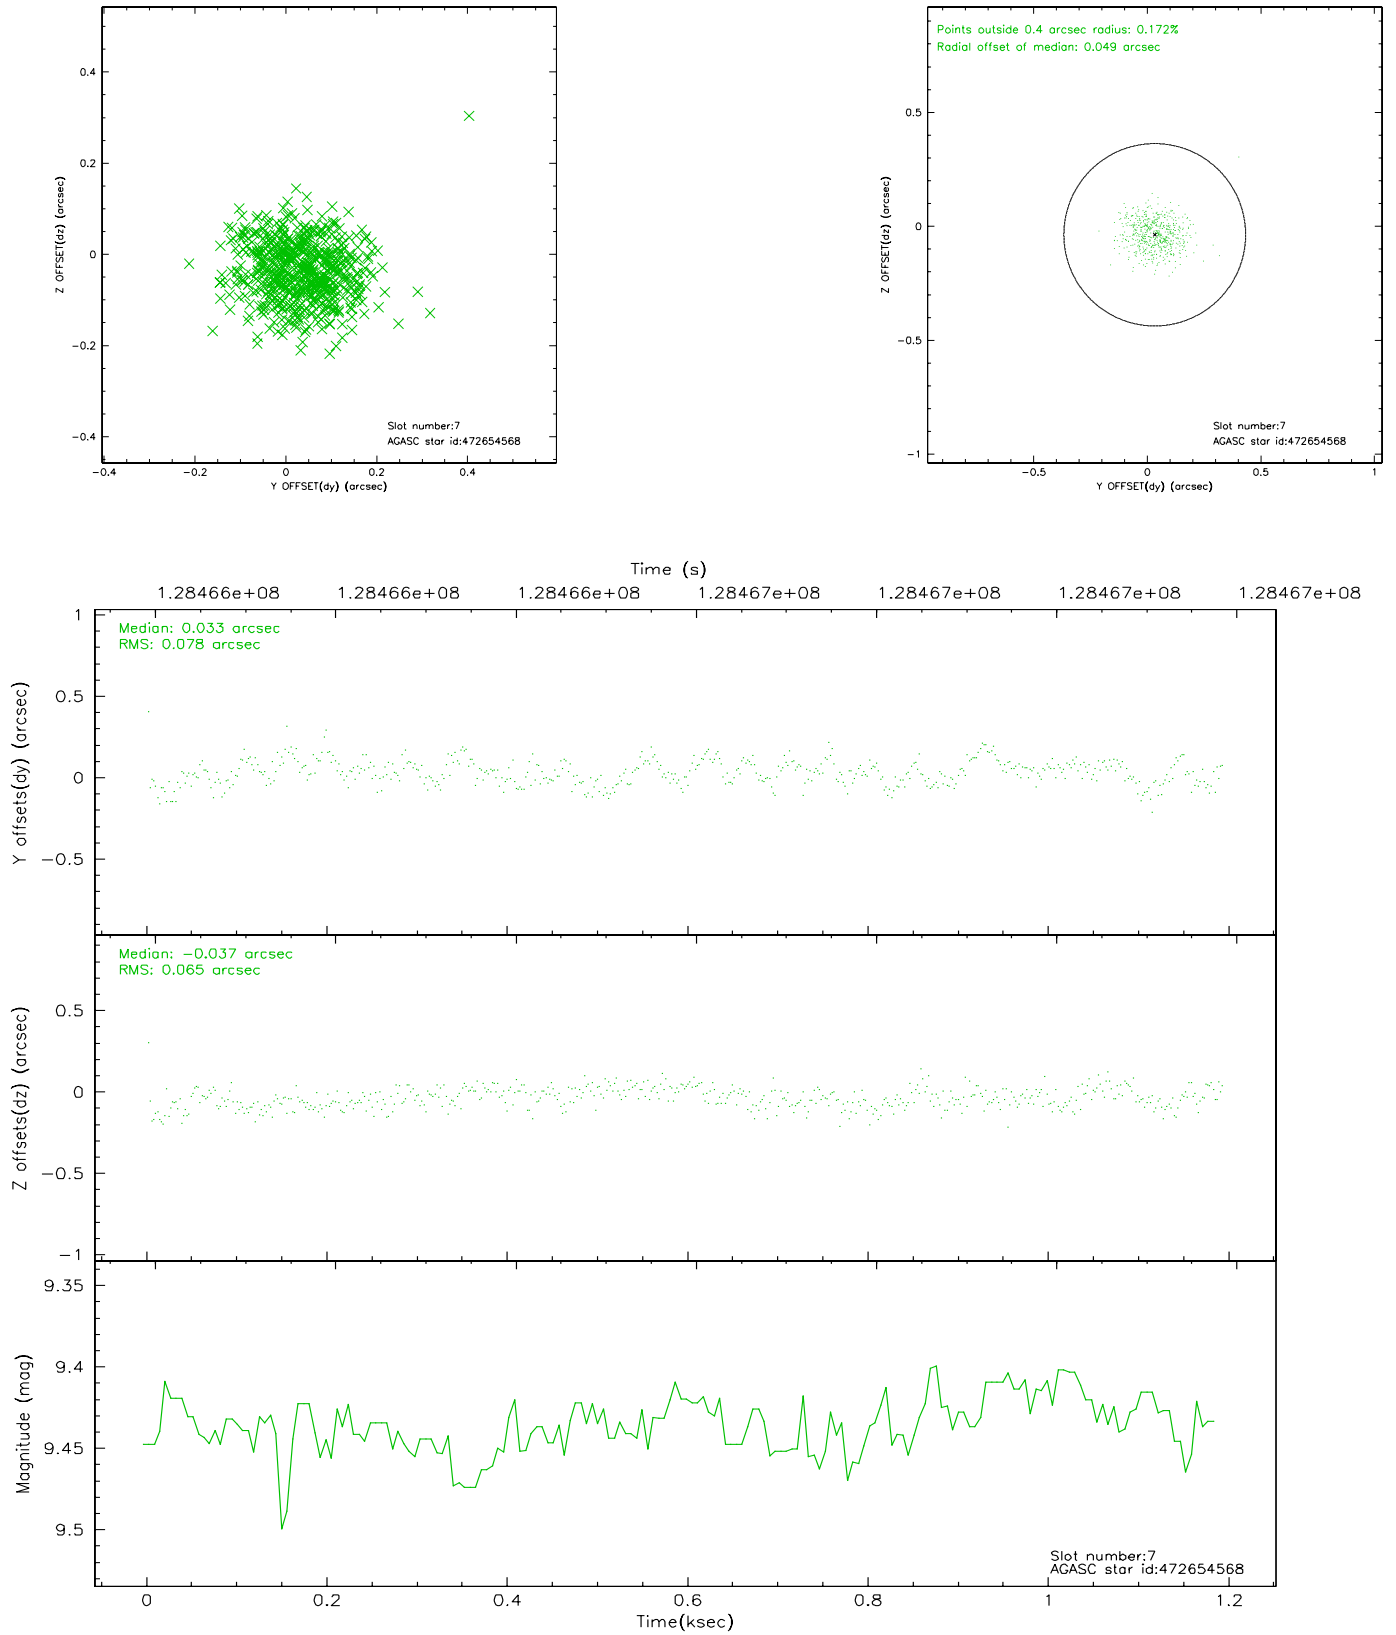 0.4
0.2
0
−0.2
−0.4
Z OFFSET(dz) (arcsec)
Slot number:7
AGASC star id:472654568
−0.4 −0.2 0 0.2 0.4
Y OFFSET(dy) (arcsec)
Points outside 0.4 arcsec radius: 0.172%
Radial offset of median: 0.049 arcsec
0.5
0
−0.5
−1
Z OFFSET(dz) (arcsec)
Slot number:7
AGASC star id:472654568
−0.5 0 0.5 1
Y OFFSET(dy) (arcsec)
Time (s)
1.28466e+08 1.28466e+08 1.28466e+08 1.28467e+08 1.28467e+08 1.28467e+08 1.28467e+08
Median: 0.033 arcsec
RMS: 0.078 arcsec
1
0.5
0
−0.5
Y offsets(dy) (arcsec)
Median: −0.037 arcsec
RMS: 0.065 arcsec
0.5
0
−0.5
−1
Z offsets(dz) (arcsec)
9.35
9.4
9.45
9.5
Magnitude (mag)
Slot number:7
AGASC star id:472654568
0 0.2 0.4 0.6 0.8 1 1.2
Time(ksec)